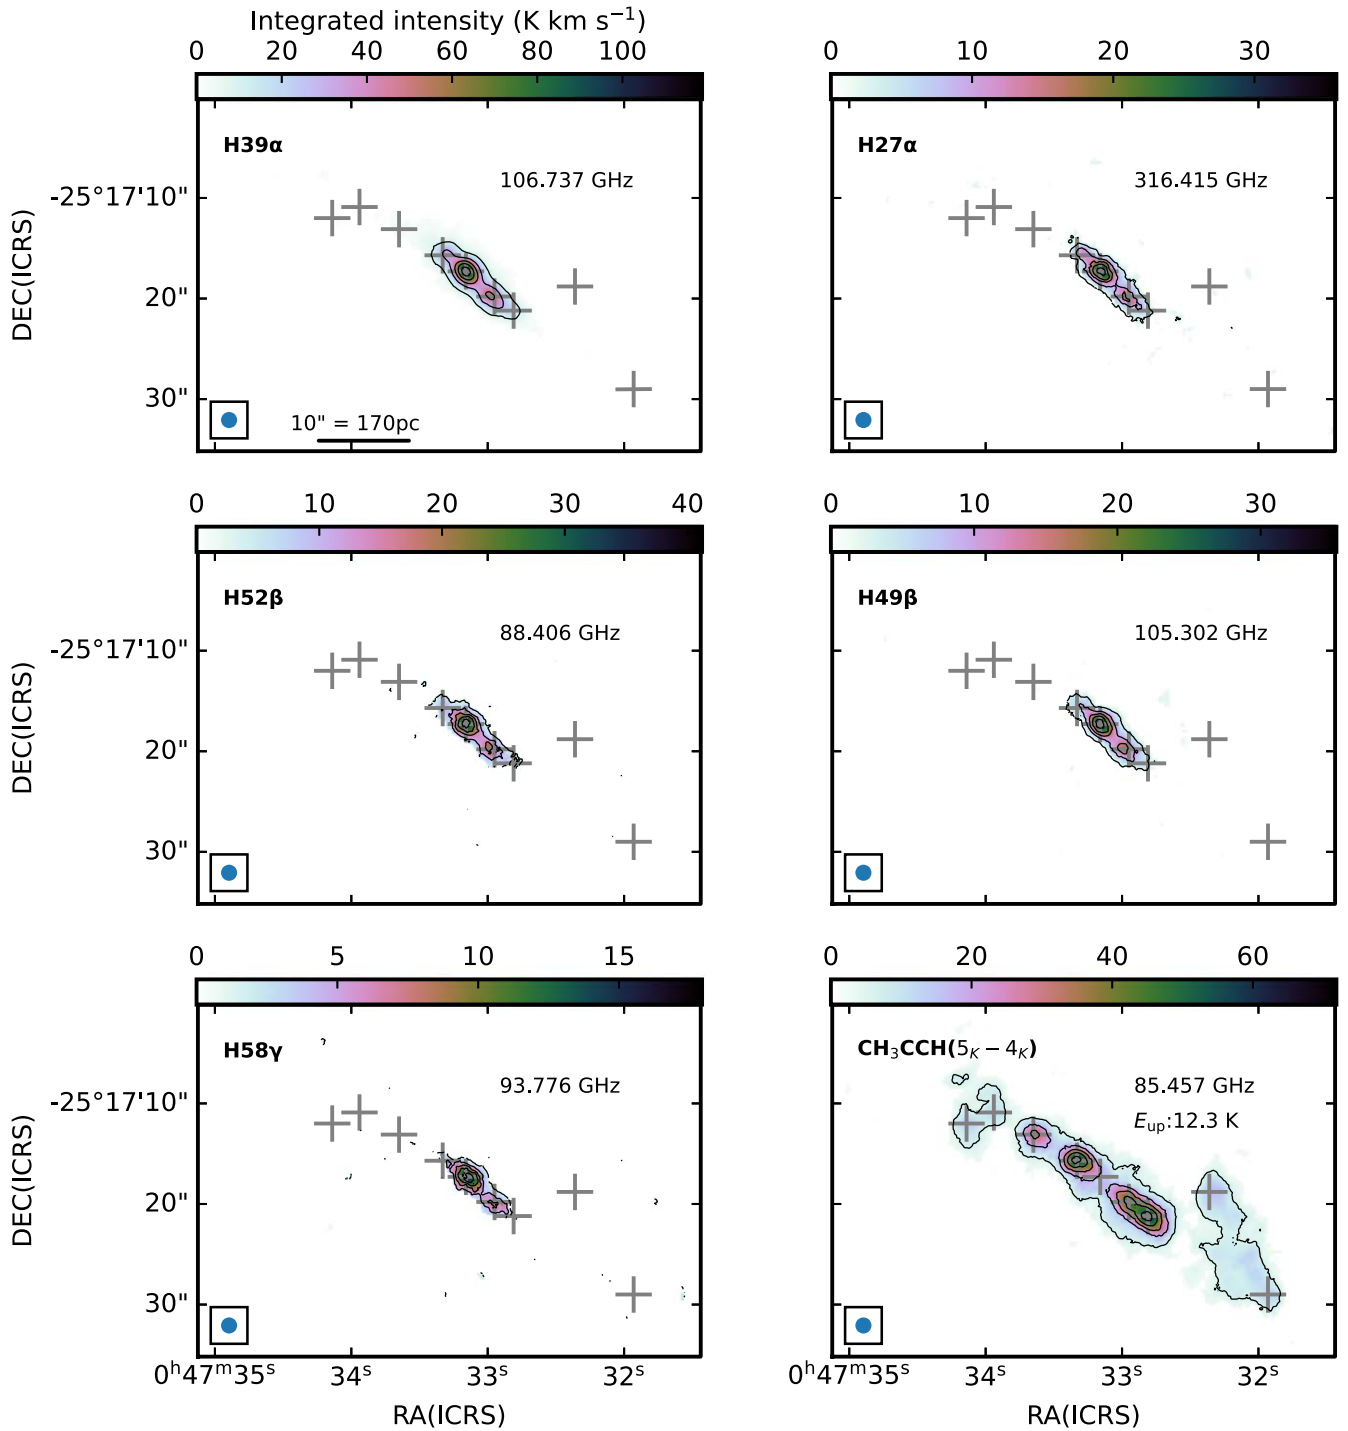 Integrated intensity (K km s⁻¹)
0 20 40 60 80 100
0 10 20 30
H39α
106.737 GHz
H27α
316.415 GHz
DEC(ICRS)
-25°17'10"
20"
30"
10" = 170pc
0 10 20 30 40
0 10 20 30
H52β
88.406 GHz
H49β
105.302 GHz
DEC(ICRS)
-25°17'10"
20"
30"
0 5 10 15
0 20 40 60
H58γ
93.776 GHz
CH₃CCH(5_K − 4_K)
85.457 GHz
E_up:12.3 K
DEC(ICRS)
-25°17'10"
20"
30"
0ʰ47ᵐ35ˢ 34ˢ 33ˢ 32ˢ
0ʰ47ᵐ35ˢ 34ˢ 33ˢ 32ˢ
RA(ICRS)
RA(ICRS)